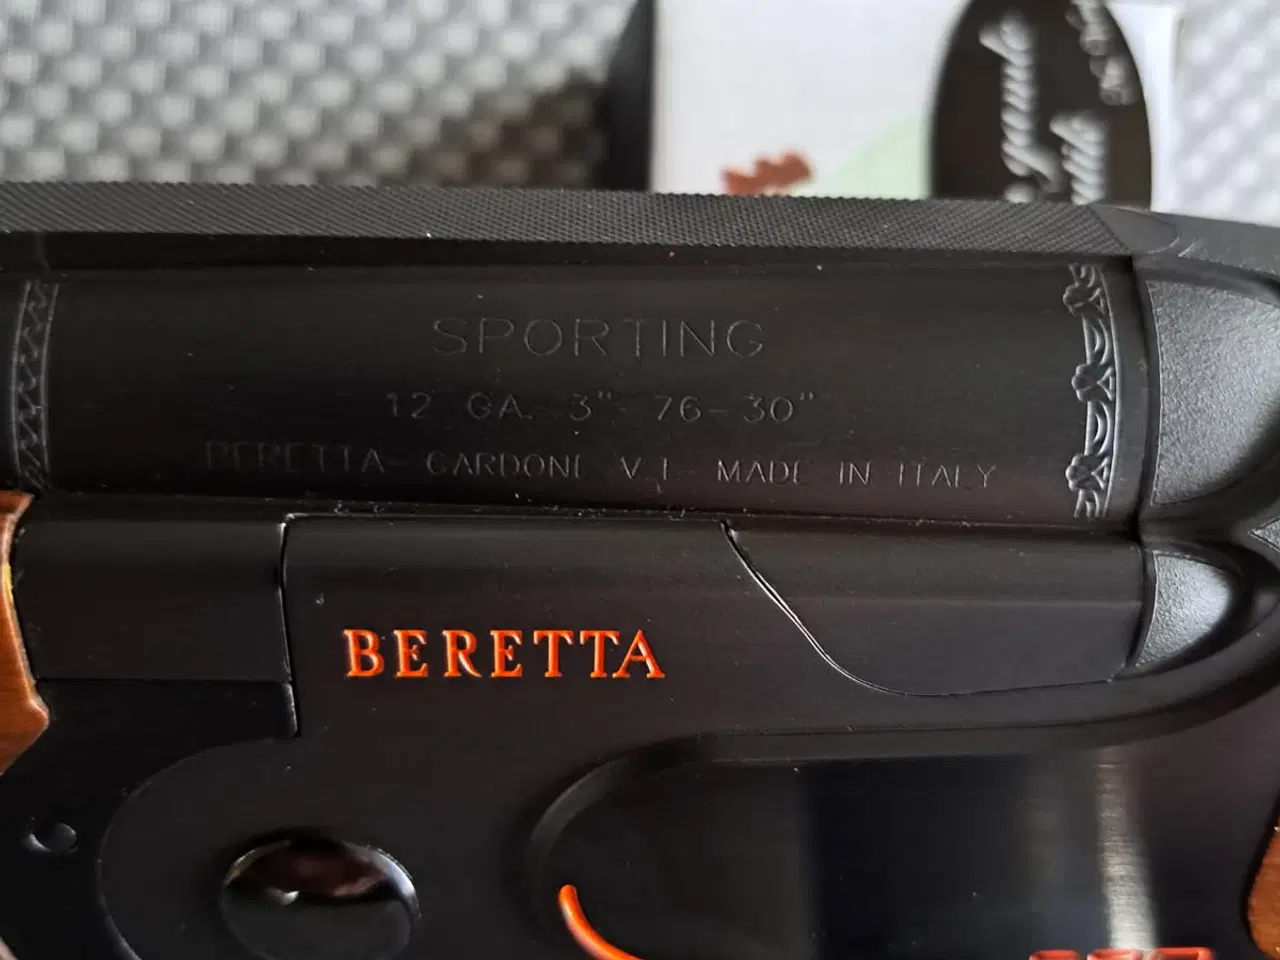 SPORTING
12 GA. 3" 76-30"
BERETTA - GARDONE V.T. MADE IN ITALY
BERETTA